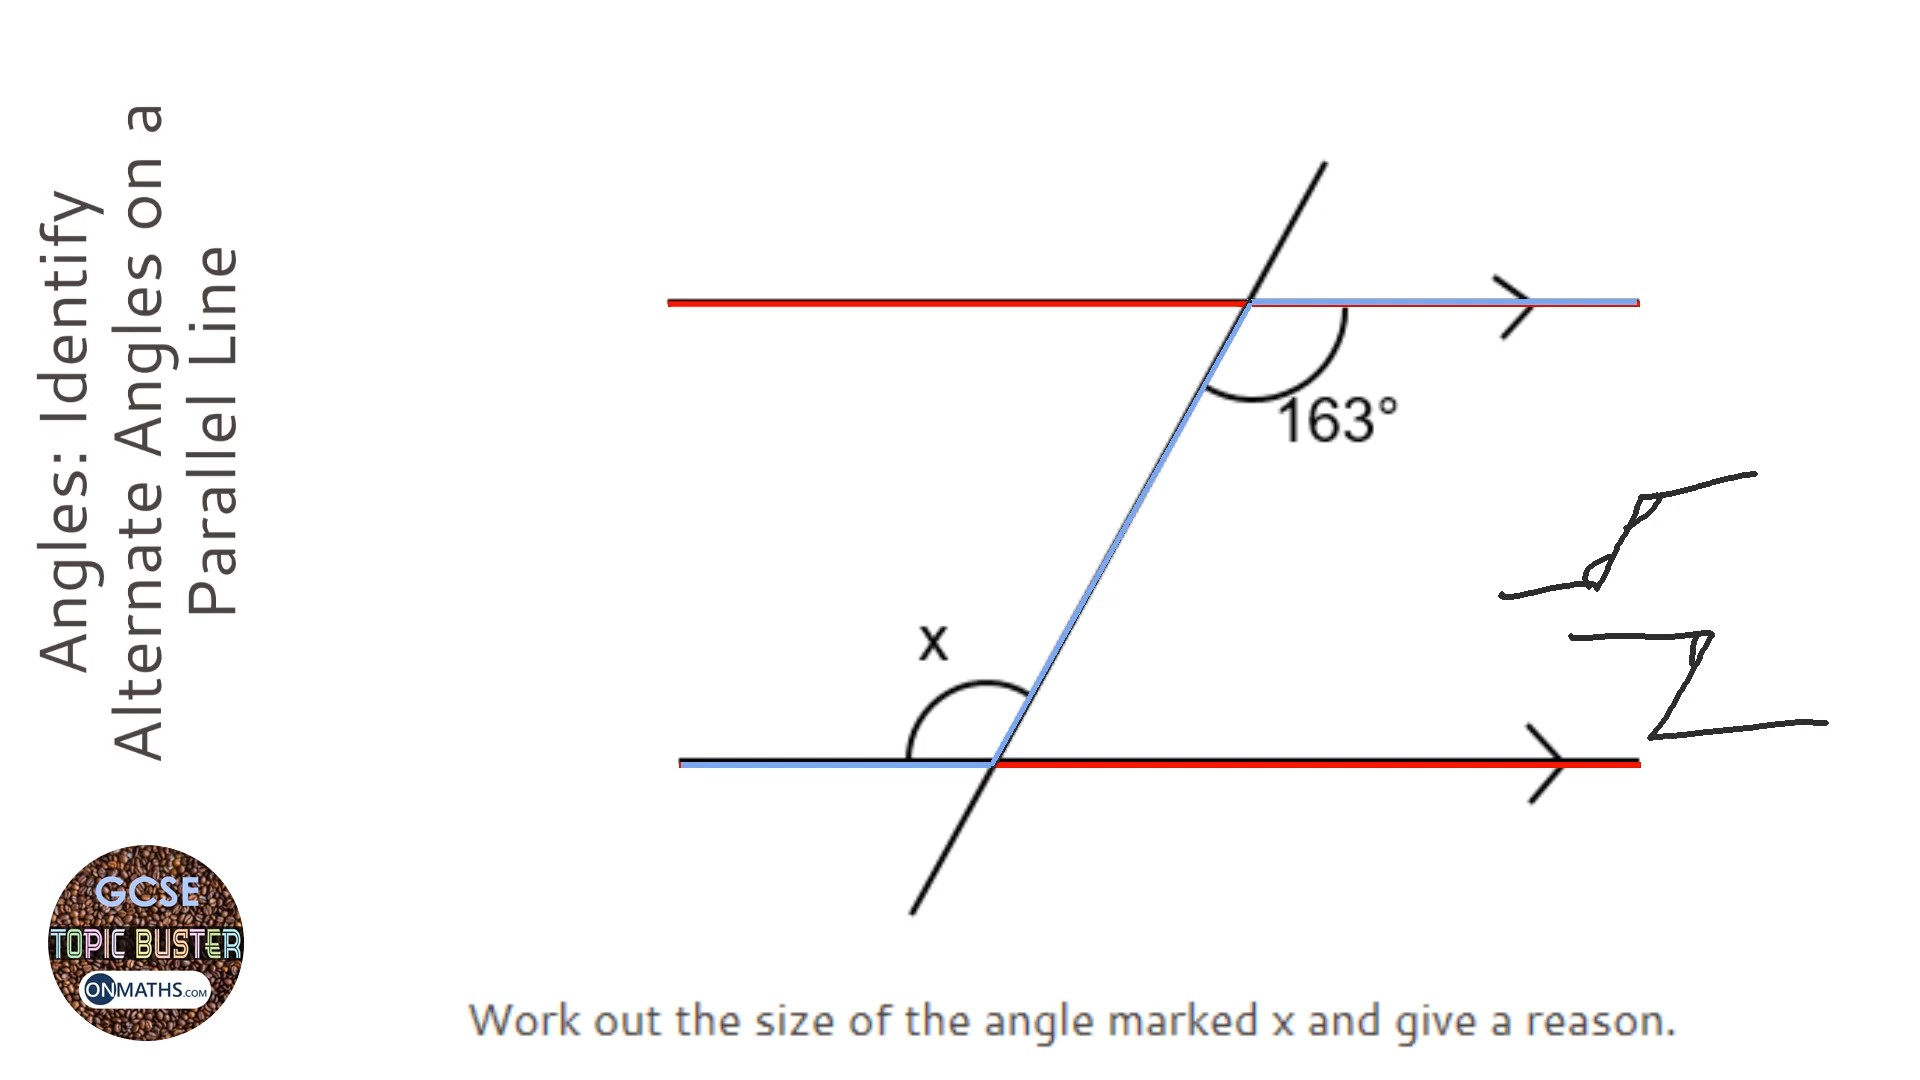 Angles: Identify
Alternate Angles on a
Parallel Line
163°
x
GCSE
TOPIC BUSTER
ONMATHS.COM
Work out the size of the angle marked x and give a reason.